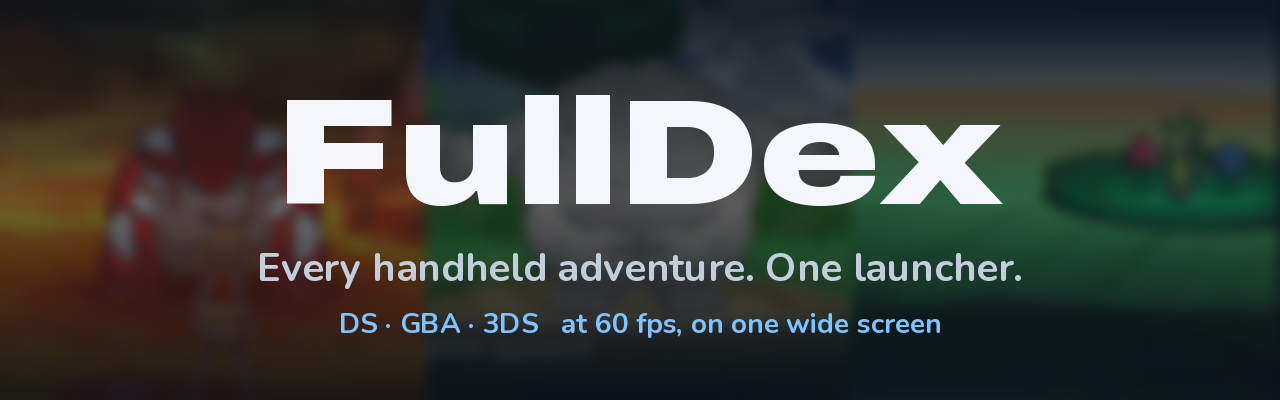 FullDex
Every handheld adventure. One launcher.
DS · GBA · 3DS at 60 fps, on one wide screen